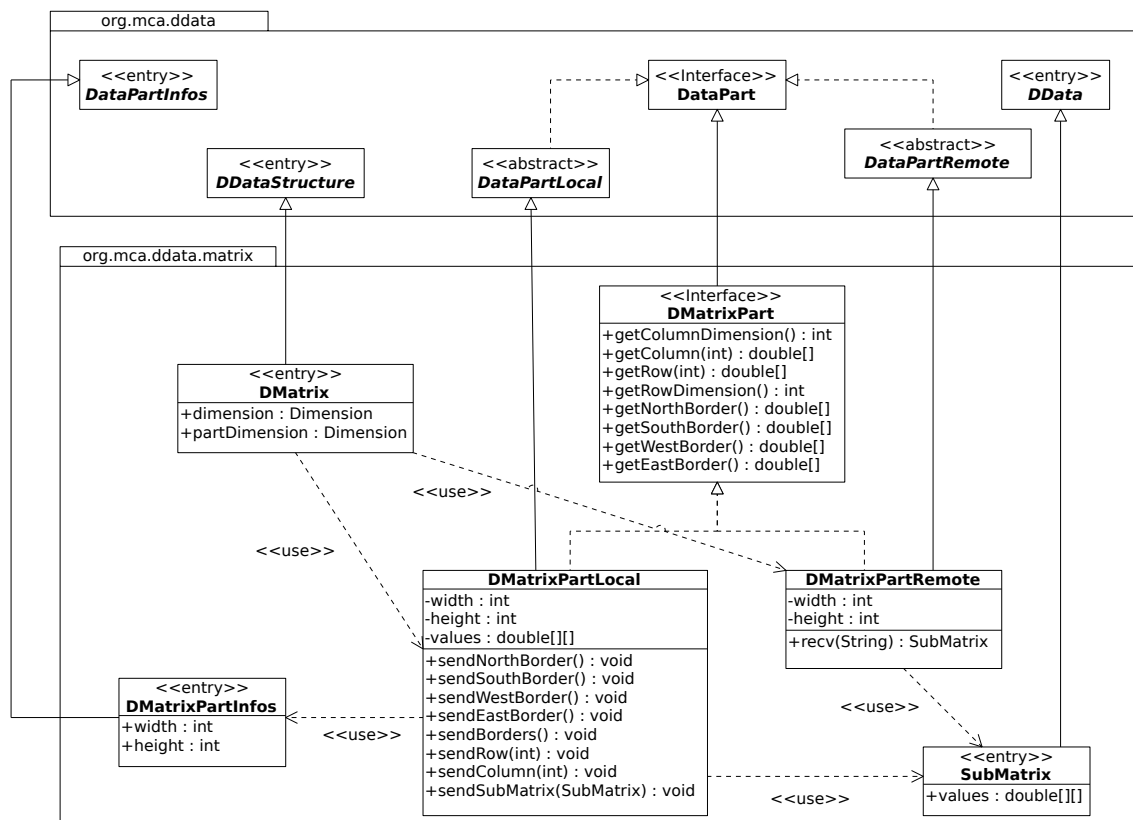 org.mca.ddata
<<entry>>
DataPartInfos
<<Interface>>
DataPart
<<entry>>
DData
<<entry>>
DDataStructure
<<abstract>>
DataPartLocal
<<abstract>>
DataPartRemote
org.mca.ddata.matrix
<<Interface>>
DMatrixPart
+getColumnDimension() : int
+getColumn(int) : double[]
+getRow(int) : double[]
+getRowDimension() : int
+getNorthBorder() : double[]
+getSouthBorder() : double[]
+getWestBorder() : double[]
+getEastBorder() : double[]
<<entry>>
DMatrix
+dimension : Dimension
+partDimension : Dimension
<<use>>
<<use>>
DMatrixPartLocal
-width : int
-height : int
-values : double[][]
+sendNorthBorder() : void
+sendSouthBorder() : void
+sendWestBorder() : void
+sendEastBorder() : void
+sendBorders() : void
+sendRow(int) : void
+sendColumn(int) : void
+sendSubMatrix(SubMatrix) : void
DMatrixPartRemote
-width : int
-height : int
+recv(String) : SubMatrix
<<entry>>
DMatrixPartInfos
+width : int
+height : int
<<use>>
<<use>>
<<entry>>
SubMatrix
+values : double[][]
<<use>>